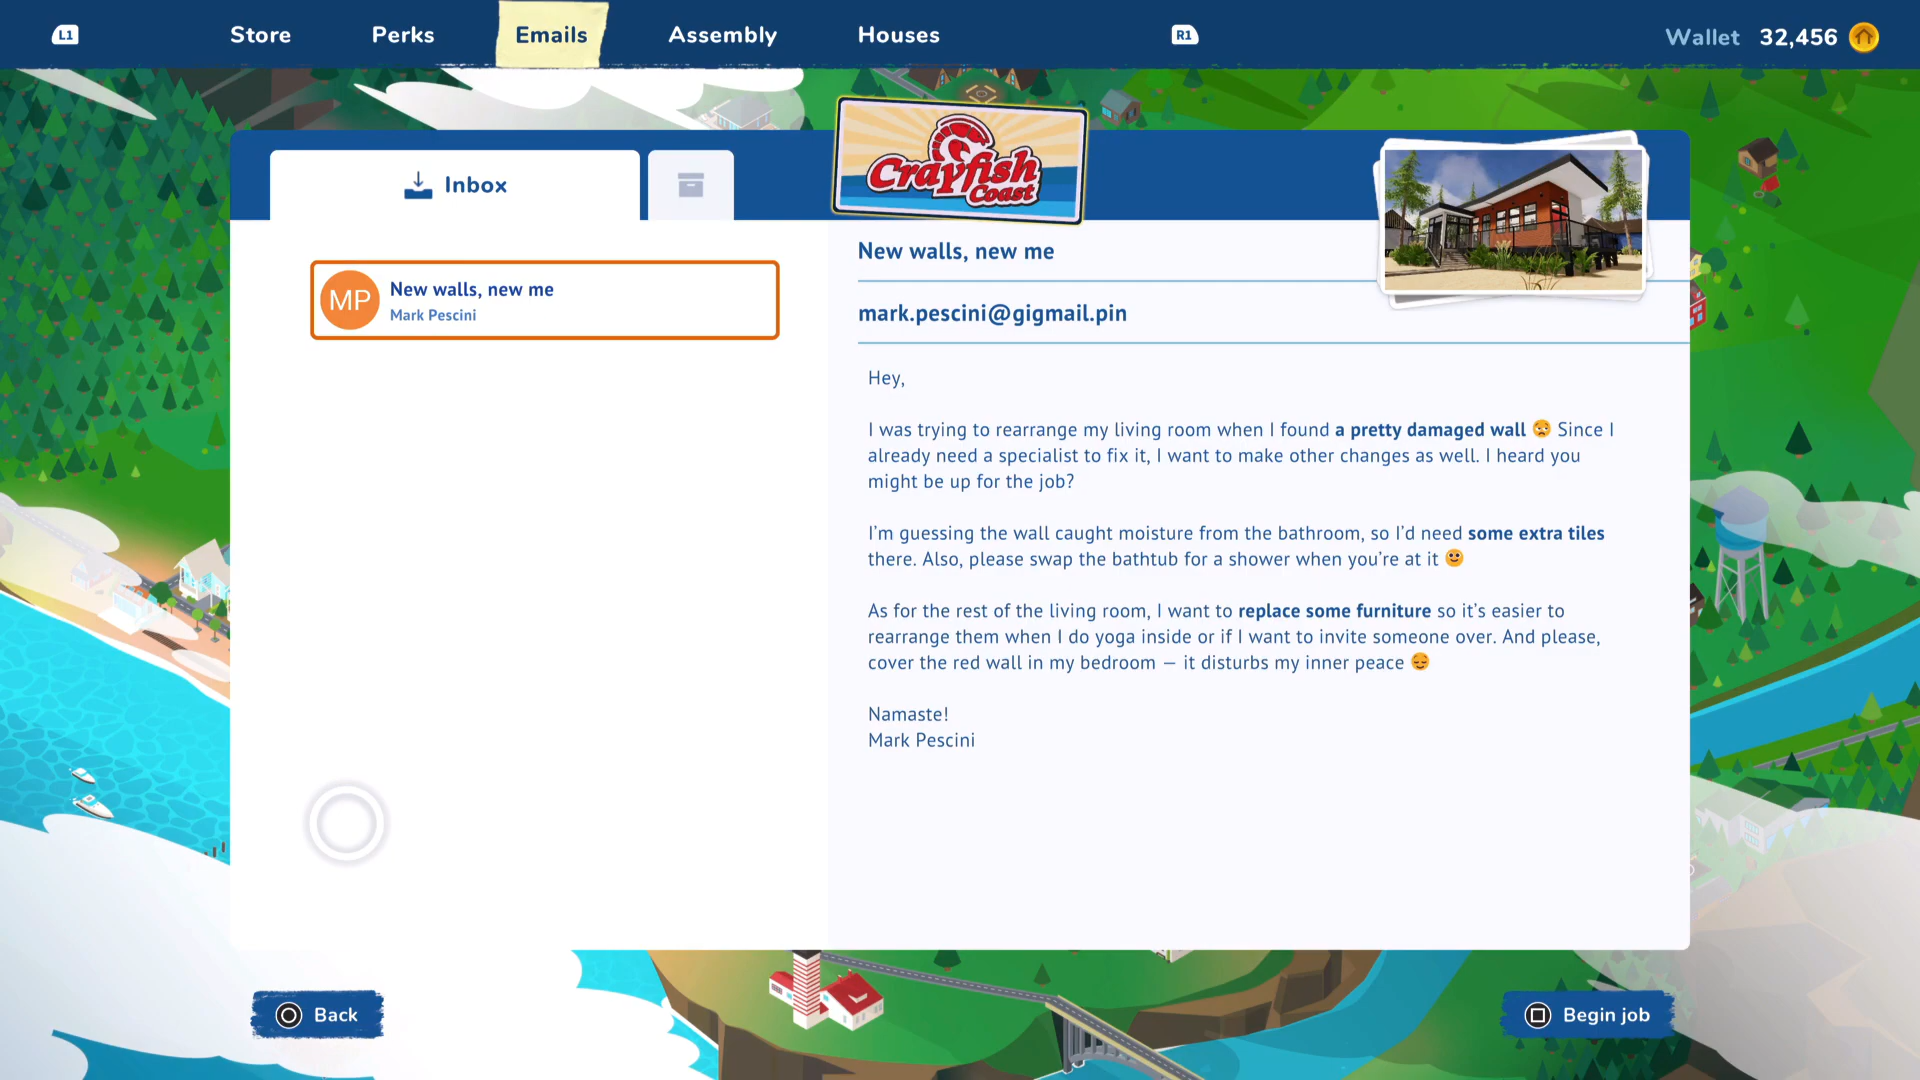 L1
Store
Perks
Emails
Assembly
Houses
R1
Wallet 32,456
Inbox
Crayfish
Coast
MP
New walls, new me
Mark Pescini
New walls, new me
mark.pescini@gigmail.pin
Hey,
I was trying to rearrange my living room when I found a pretty damaged wall 😟 Since I
already need a specialist to fix it, I want to make other changes as well. I heard you
might be up for the job?
I'm guessing the wall caught moisture from the bathroom, so I'd need some extra tiles
there. Also, please swap the bathtub for a shower when you're at it 🙂
As for the rest of the living room, I want to replace some furniture so it's easier to
rearrange them when I do yoga inside or if I want to invite someone over. And please,
cover the red wall in my bedroom — it disturbs my inner peace 😌
Namaste!
Mark Pescini
Back
Begin job